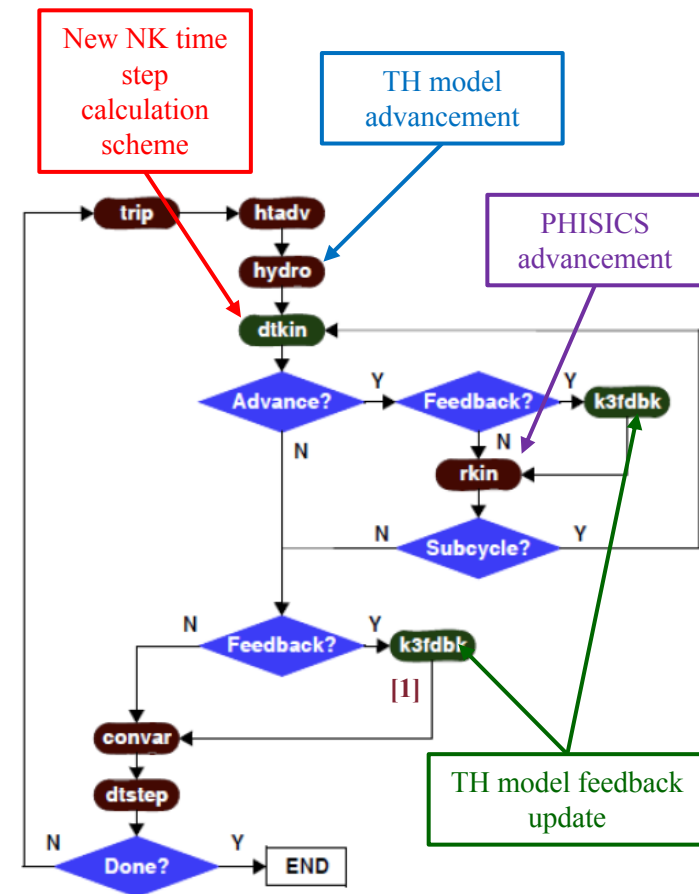 New NK time
step
calculation
scheme
TH model
advancement
trip
htadv
PHISICS
advancement
hydro
dtkin
Y
Y
Advance?
Feedback?
k3fdbk
N
N
rkin
N
Subcycle?
Y
N
Feedback?
Y
k3fdbk
[1]
convar
TH model feedback
update
dtstep
N
Done?
Y
END